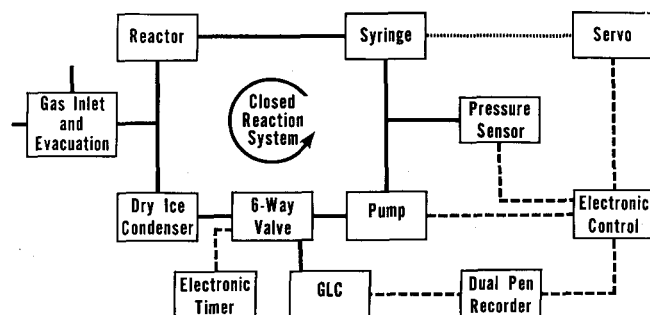 Reactor
Syringe
Servo
Gas Inlet
and
Evacuation
Closed
Reaction
System
Pressure
Sensor
Dry Ice
Condenser
6-Way
Valve
Pump
Electronic
Control
Electronic
Timer
GLC
Dual Pen
Recorder